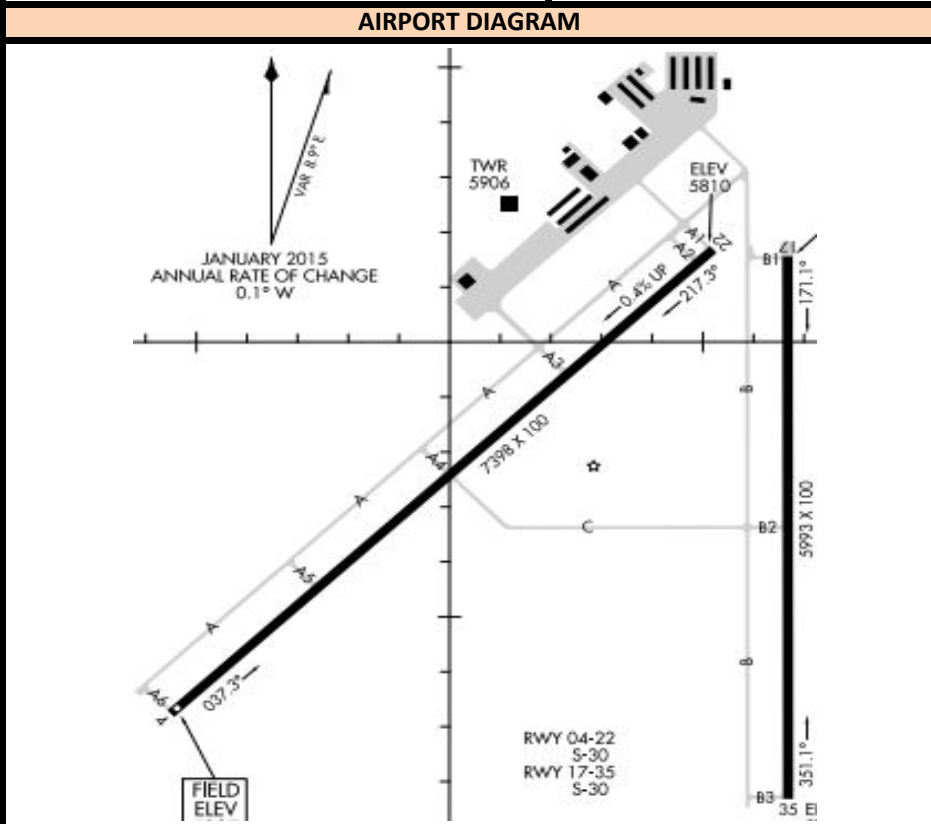 AIRPORT DIAGRAM
VAR 8.9° E
JANUARY 2015
ANNUAL RATE OF CHANGE
0.1° W
TWR
5906
ELEV
5810
A1
22
A2
A
0.4% UP
217.3°
B1
17
171.1°
A3
A
B
7398 X 100
A4
A
C
B2
5993 X 100
A5
A
B
A6
4
037.3°
RWY 04-22
S-30
RWY 17-35
S-30
351.1°
B3
35
FIELD
ELEV